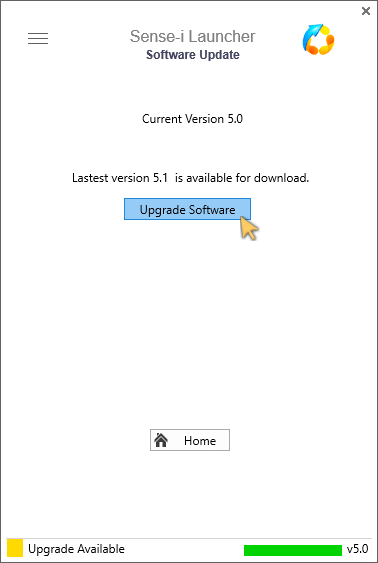 Sense-i Launcher
Software Update
Current Version 5.0
Lastest version 5.1 is available for download.
Upgrade Software
Home
Upgrade Available
v5.0